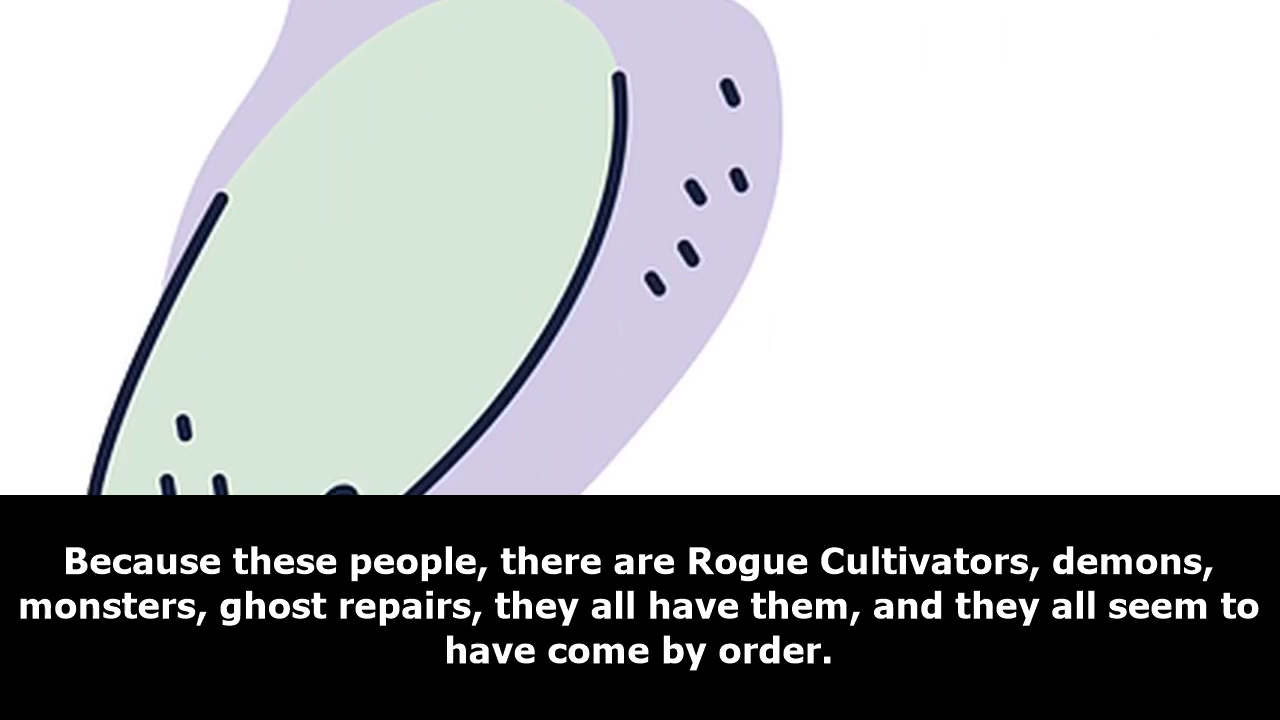 Because these people, there are Rogue Cultivators, demons,
monsters, ghost repairs, they all have them, and they all seem to
have come by order.